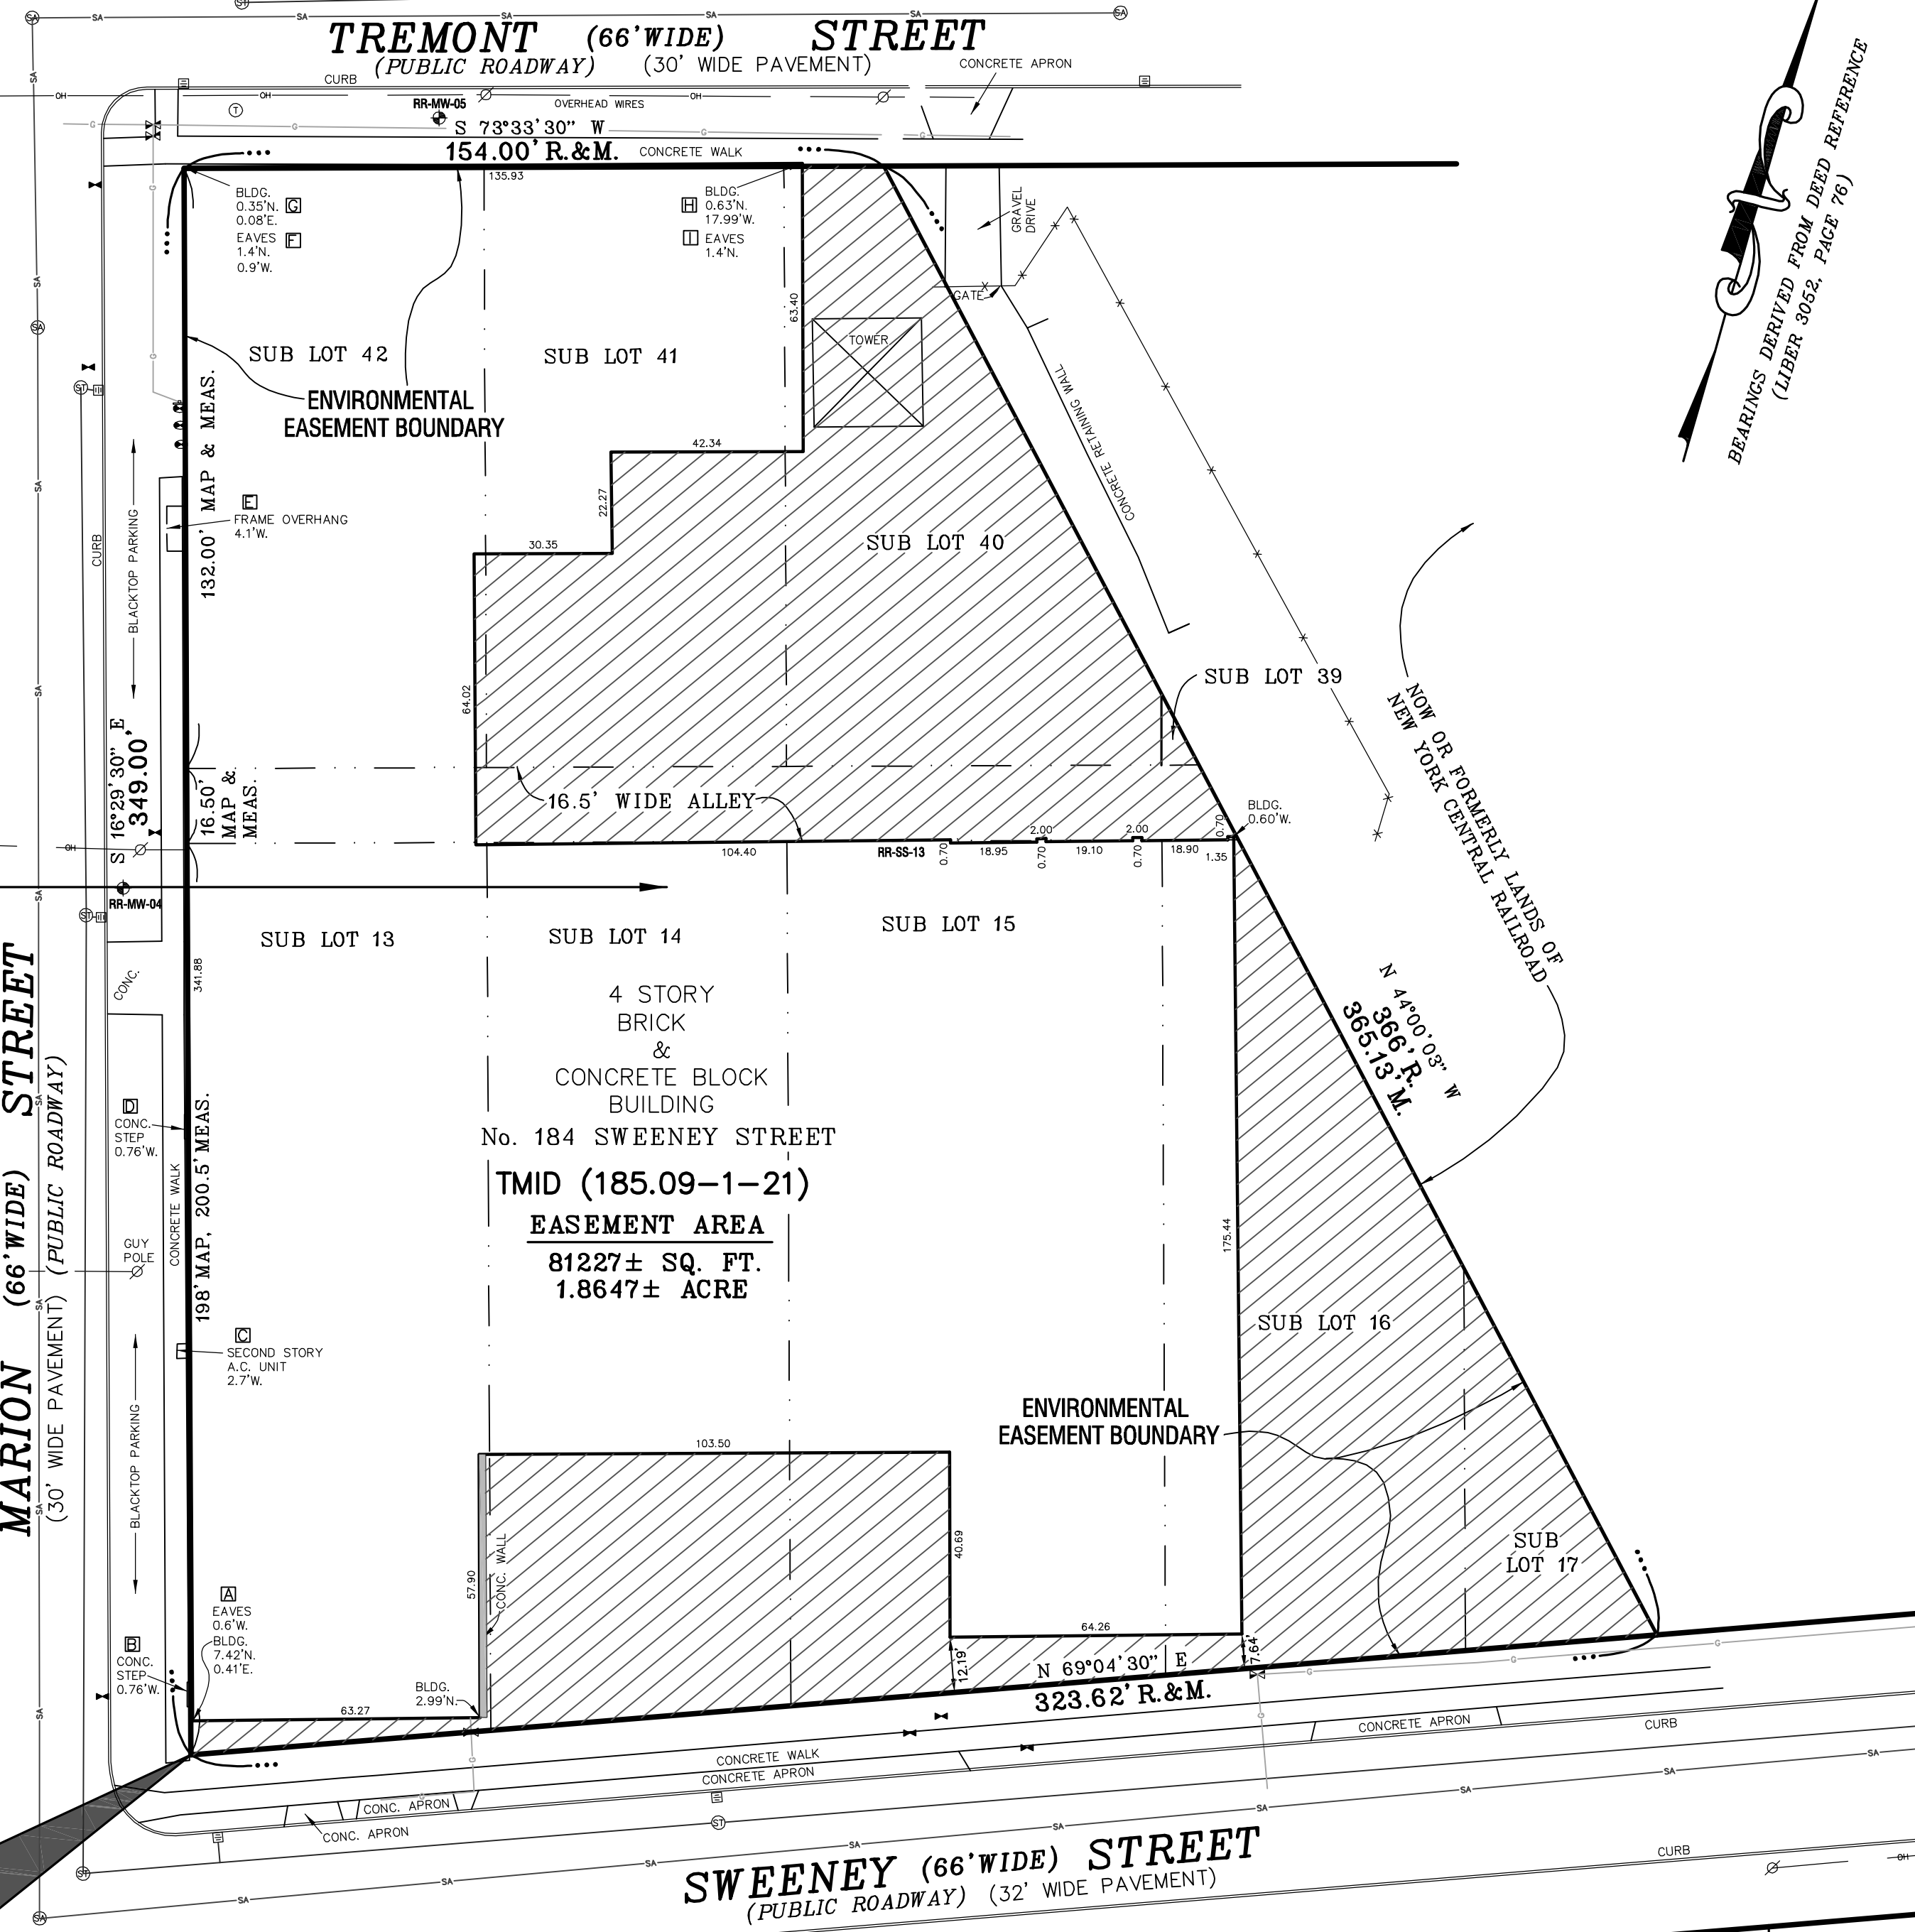 TREMONT (66'WIDE) STREET
(PUBLIC ROADWAY) (30' WIDE PAVEMENT)
CURB
CONCRETE APRON
RR-MW-05
OVERHEAD WIRES
S 73°33'30" W
154.00' R.&M.
CONCRETE WALK
135.93
BLDG.
0.35'N.
0.08'E.
G
EAVES
1.4'N.
0.9'W.
F
BLDG.
0.63'N.
17.99'W.
H
I
EAVES
1.4'N.
GRAVEL
DRIVE
GATE
63.40
TOWER
SUB LOT 42
SUB LOT 41
ENVIRONMENTAL
EASEMENT BOUNDARY
CONCRETE RETAINING WALL
BEARINGS DERIVED FROM DEED REFERENCE
(LIBER 3052, PAGE 76)
42.34
22.27
30.35
64.02
SUB LOT 40
SUB LOT 39
132.00' MAP & MEAS.
E
FRAME OVERHANG
4.1'W.
CURB
BLACKTOP PARKING
S 16°29'30" E
349.00'
16.50'
MAP &
MEAS.
16.5' WIDE ALLEY
BLDG.
0.60'W.
0.70
104.40
RR-SS-13
0.70
18.95
2.00
0.70
19.10
2.00
0.70
18.90
1.35
NOW OR FORMERLY LANDS OF
NEW YORK CENTRAL RAILROAD
RR-MW-04
SUB LOT 13
SUB LOT 14
SUB LOT 15
341.88
CONC.
4 STORY
BRICK
&
CONCRETE BLOCK
BUILDING
No. 184 SWEENEY STREET
TMID (185.09-1-21)
EASEMENT AREA
81227± SQ. FT.
1.8647± ACRE
N 44°00'03" W
366' R.
365.13' M.
MARION (66'WIDE) STREET
(30' WIDE PAVEMENT) (PUBLIC ROADWAY)
D
CONC.
STEP
0.76'W.
CONCRETE WALK
198' MAP, 200.5' MEAS.
GUY
POLE
C
SECOND STORY
A.C. UNIT
2.7'W.
BLACKTOP PARKING
175.44
SUB LOT 16
ENVIRONMENTAL
EASEMENT BOUNDARY
SUB
LOT 17
103.50
57.90
CONC. WALL
40.69
64.26
12.19'
7.64'
A
EAVES
0.6'W.
BLDG.
7.42'N.
0.41'E.
B
CONC.
STEP
0.76'W.
63.27
BLDG.
2.99'N.
N 69°04'30" E
323.62' R.&M.
CONCRETE WALK
CONCRETE APRON
CONCRETE APRON
CURB
CONC. APRON
CONC. APRON
SWEENEY (66'WIDE) STREET
(PUBLIC ROADWAY) (32' WIDE PAVEMENT)
CURB
SA
ST
OH
G
T